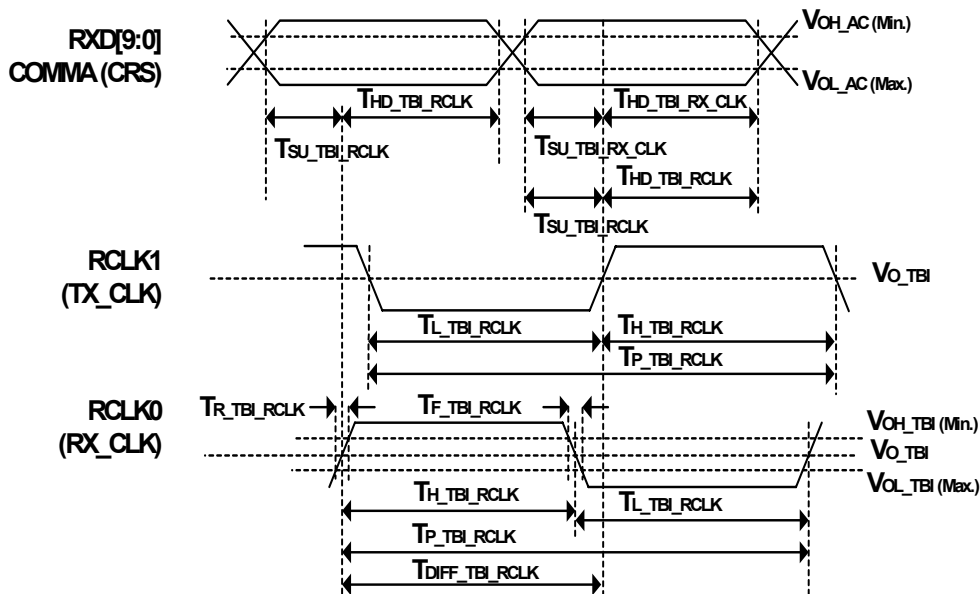 RXD[9:0]
COMMA (CRS)
VOH_AC (Min.)
VOL_AC (Max.)
THD_TBI_RCLK
THD_TBI_RX_CLK
TSU_TBI_RCLK
TSU_TBI_RX_CLK
THD_TBI_RCLK
TSU_TBI_RCLK
RCLK1
(TX_CLK)
VO_TBI
TL_TBI_RCLK
TH_TBI_RCLK
TP_TBI_RCLK
RCLK0
(RX_CLK)
TR_TBI_RCLK
TF_TBI_RCLK
VOH_TBI (Min.)
VO_TBI
VOL_TBI (Max.)
TH_TBI_RCLK
TL_TBI_RCLK
TP_TBI_RCLK
TDIFF_TBI_RCLK